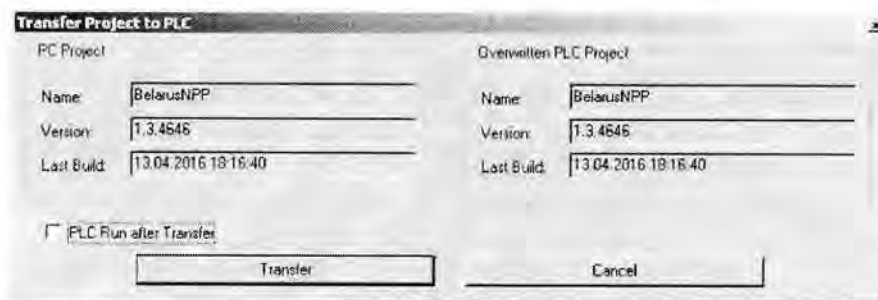 Transfer Project to PLC
PC Project
Name:
BelarusNPP
Version:
1.3.4646
Last Build:
13.04.2016 18:16:40
Overwritten PLC Project
Name:
BelarusNPP
Version:
1.3.4646
Last Build:
13.04.2016 18:16:40
PLC Run after Transfer
Transfer
Cancel